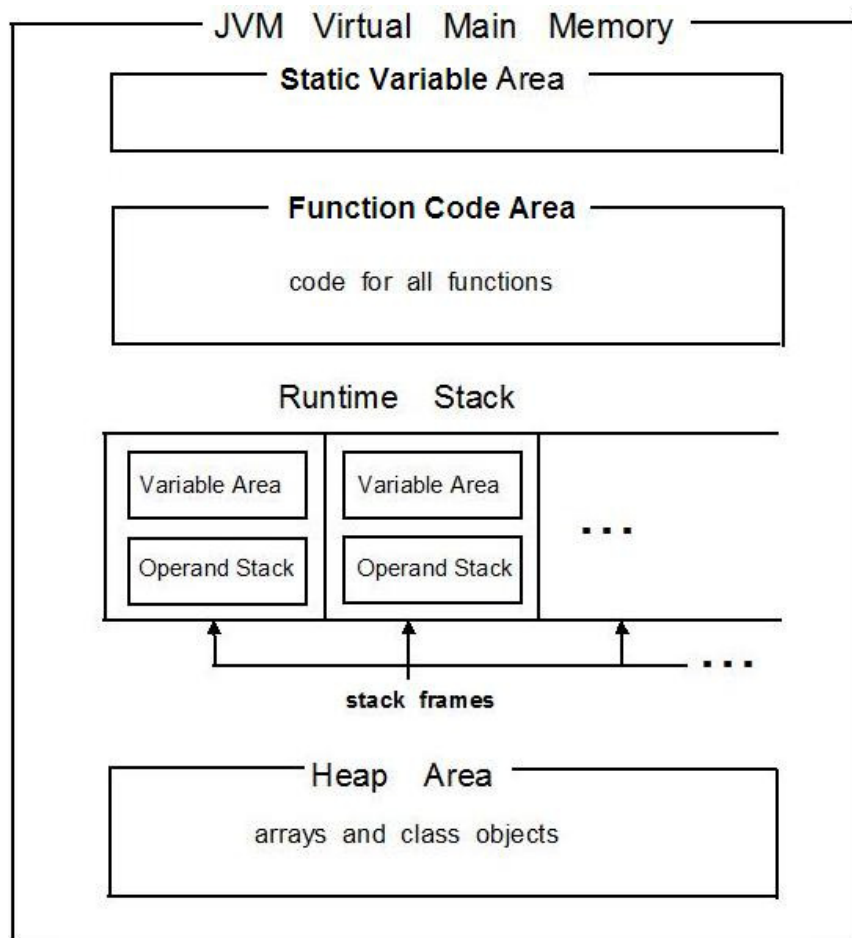 JVM Virtual Main Memory
Static Variable Area
Function Code Area
code for all functions
Runtime Stack
Variable Area
Variable Area
...
Operand Stack
Operand Stack
...
stack frames
Heap Area
arrays and class objects